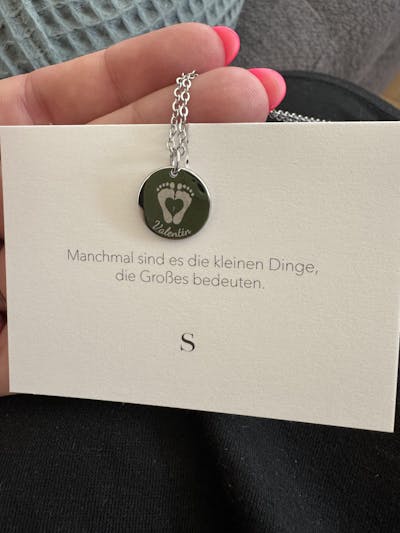 Valentin
Manchmal sind es die kleinen Dinge,
die Großes bedeuten.
S